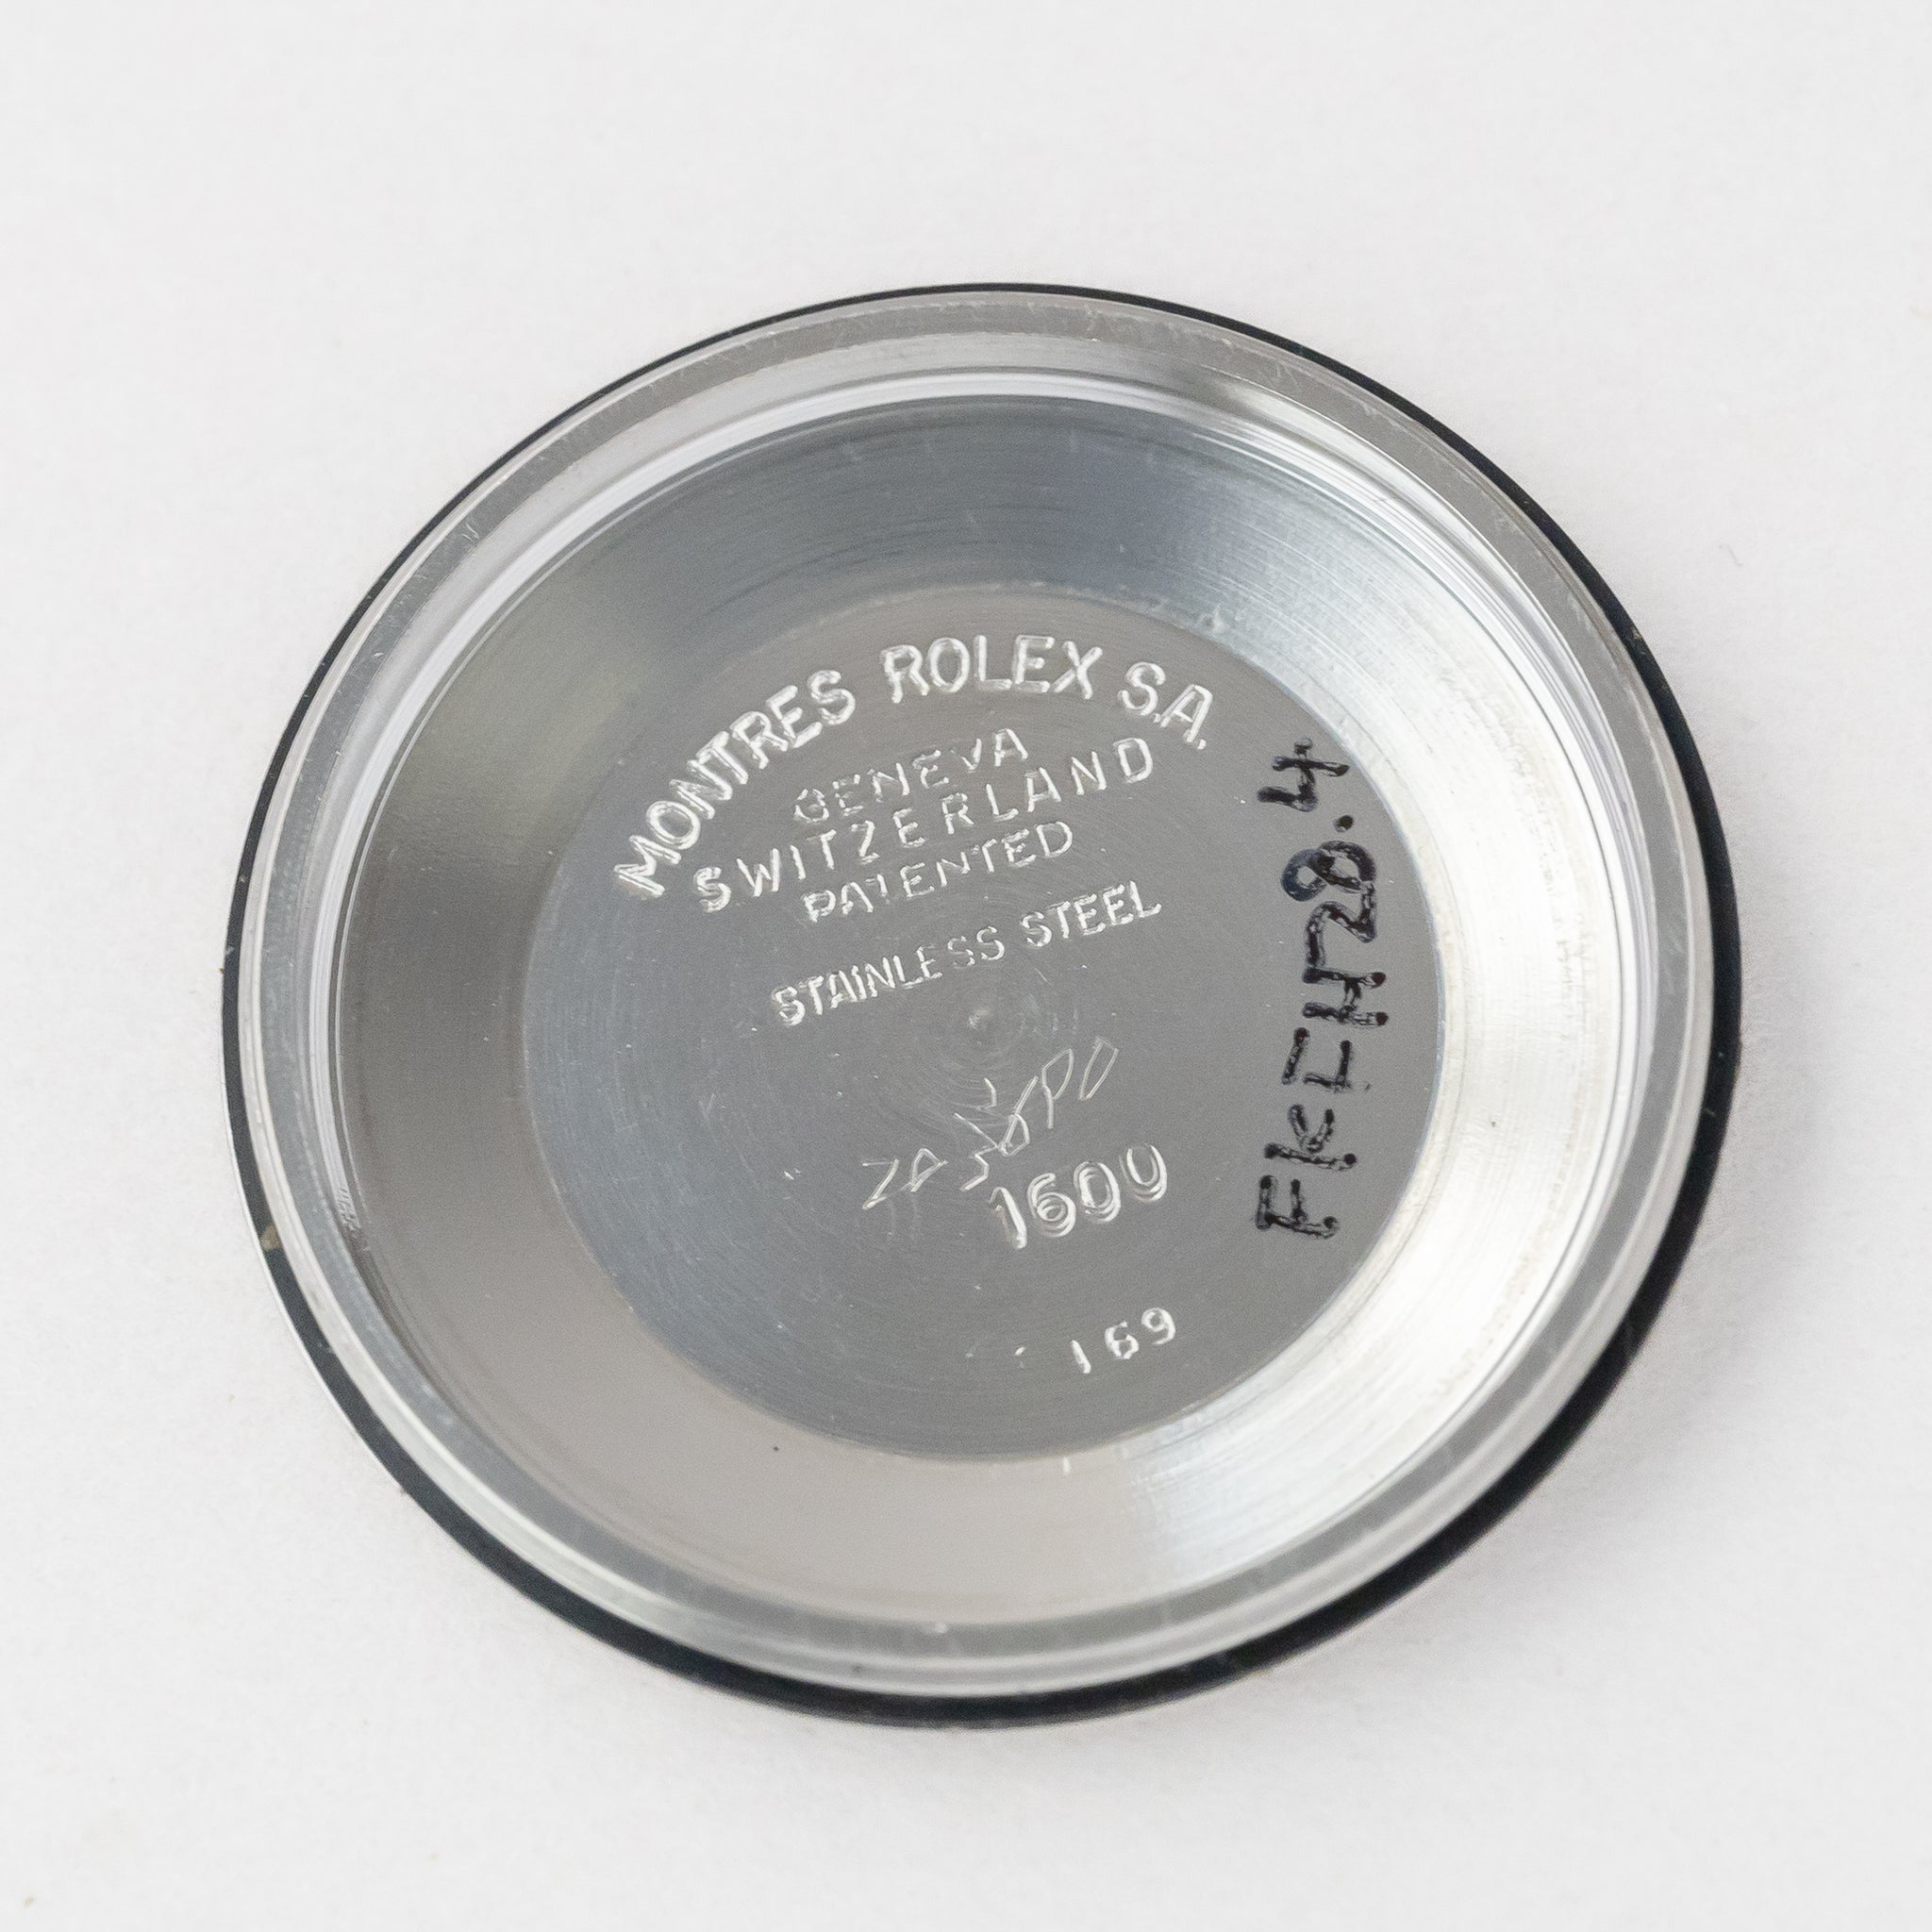 MONTRES ROLEX S.A.
GENEVA
SWITZERLAND
PATENTED
STAINLESS STEEL
1600
169